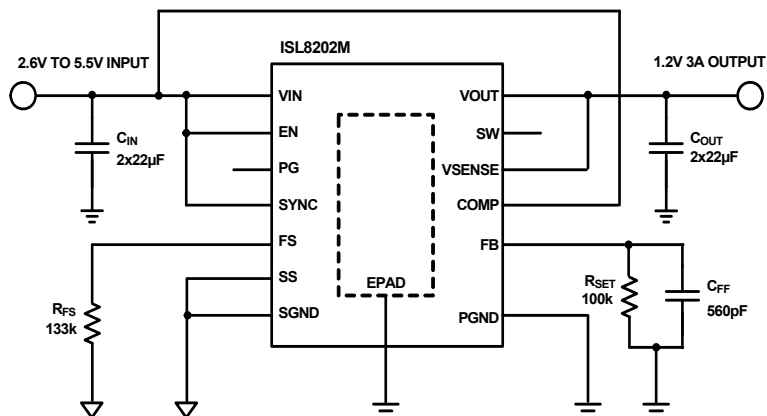 ISL8202M
2.6V TO 5.5V INPUT
1.2V 3A OUTPUT
VIN
VOUT
EN
SW
CIN
2x22µF
COUT
2x22µF
PG
VSENSE
SYNC
COMP
FS
FB
SS
EPAD
RFS
133k
RSET
100k
CFF
560pF
SGND
PGND